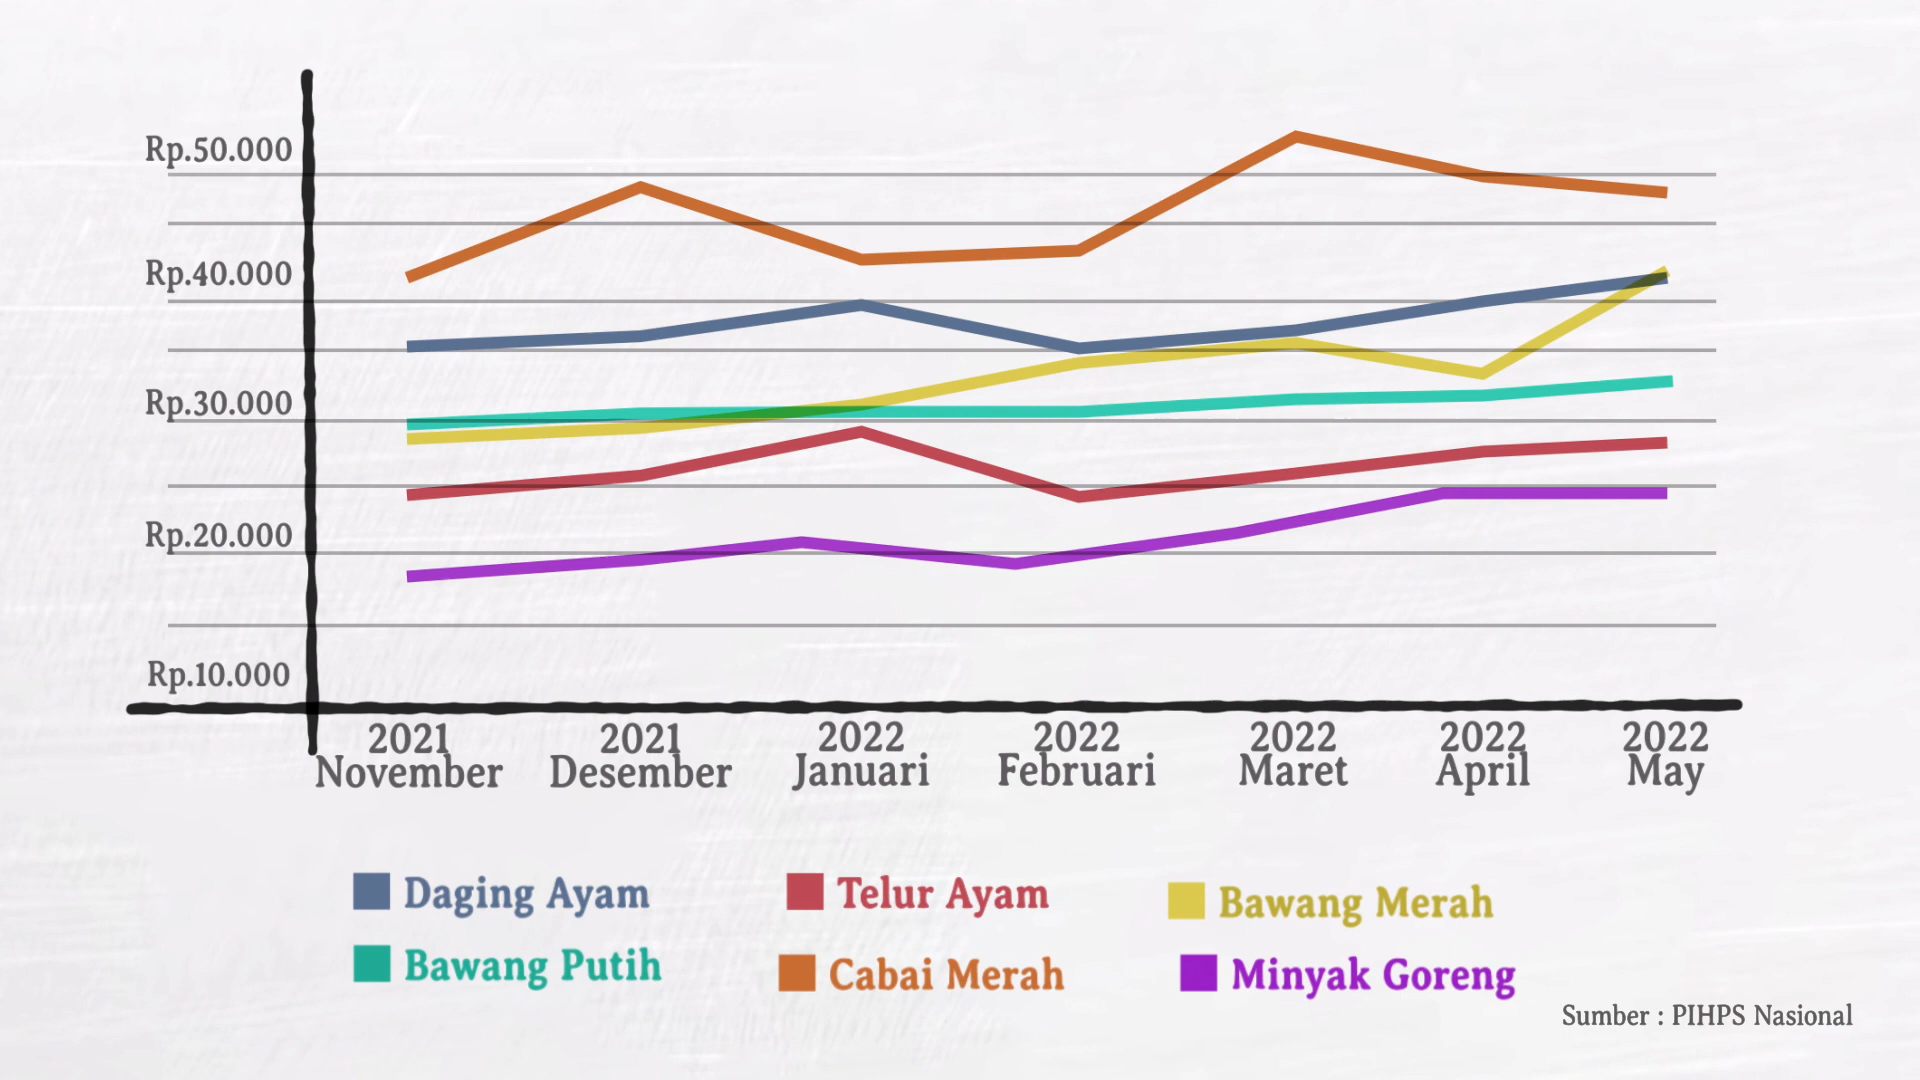 Rp.50.000
Rp.40.000
Rp.30.000
Rp.20.000
Rp.10.000
2021 2021 2022 2022 2022 2022 2022
November Desember Januari Februari Maret April May
Daging Ayam Telur Ayam Bawang Merah
Bawang Putih Cabai Merah Minyak Goreng
Sumber : PIHPS Nasional